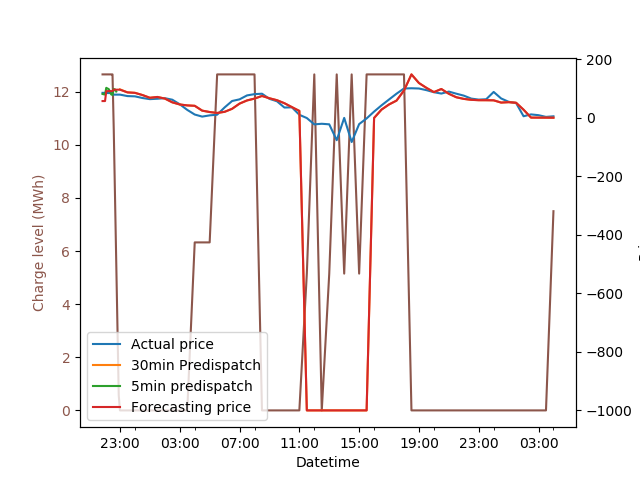 200
12
0
10
−200
8
−400
6
Charge level (MWh)
−600
4
Actual price
30min Predispatch
5min predispatch
Forecasting price
−800
2
0
−1000
23:00 03:00 07:00 11:00 15:00 19:00 23:00 03:00
Datetime